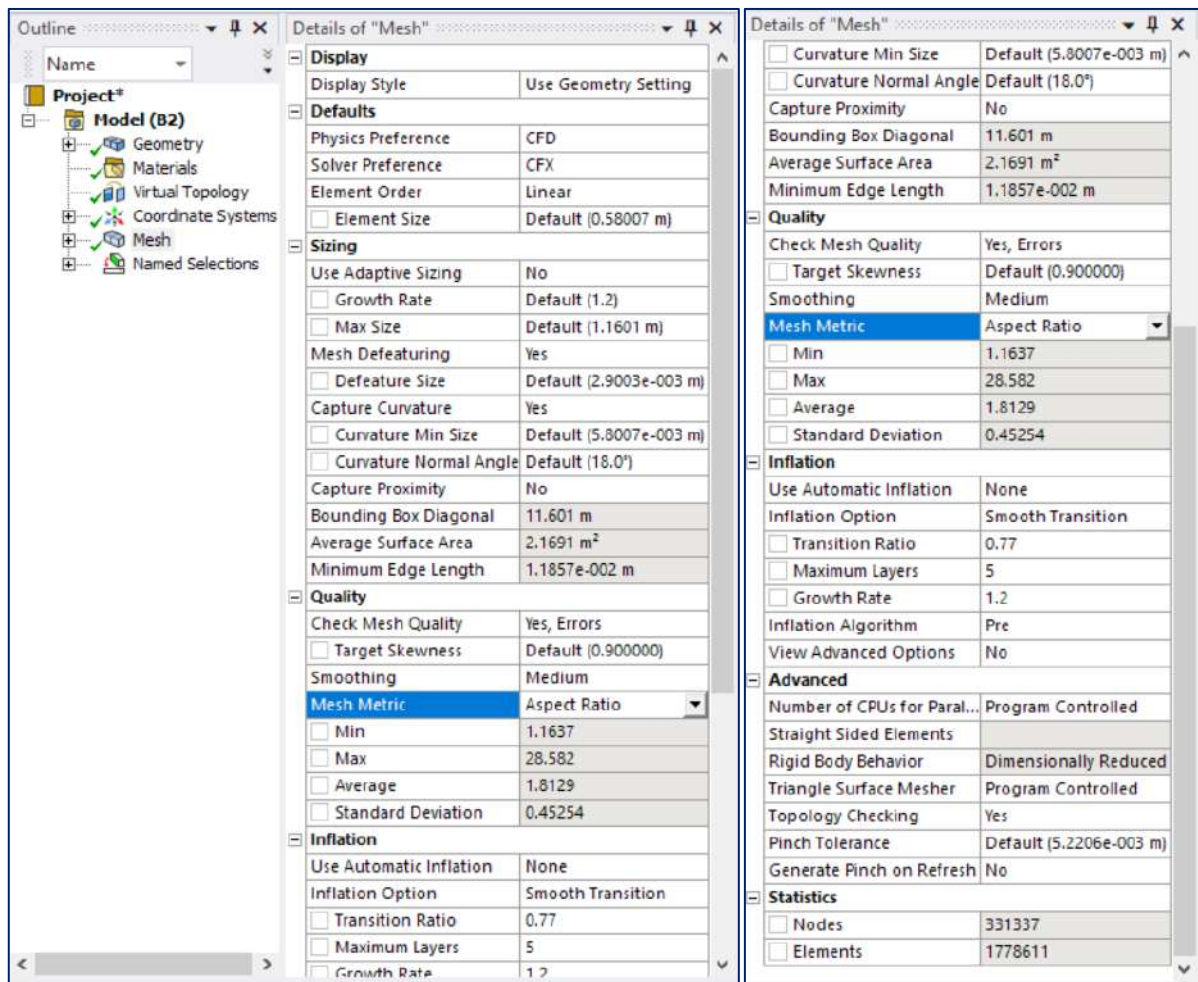 Outline
Name
Project*
Model (B2)
Geometry
Materials
Virtual Topology
Coordinate Systems
Mesh
Named Selections
Details of "Mesh"
Display
Display Style Use Geometry Setting
Defaults
Physics Preference CFD
Solver Preference CFX
Element Order Linear
Element Size Default (0.58007 m)
Sizing
Use Adaptive Sizing No
Growth Rate Default (1.2)
Max Size Default (1.1601 m)
Mesh Defeaturing Yes
Defeature Size Default (2.9003e-003 m)
Capture Curvature Yes
Curvature Min Size Default (5.8007e-003 m)
Curvature Normal Angle Default (18.0°)
Capture Proximity No
Bounding Box Diagonal 11.601 m
Average Surface Area 2.1691 m²
Minimum Edge Length 1.1857e-002 m
Quality
Check Mesh Quality Yes, Errors
Target Skewness Default (0.900000)
Smoothing Medium
Mesh Metric Aspect Ratio
Min 1.1637
Max 28.582
Average 1.8129
Standard Deviation 0.45254
Inflation
Use Automatic Inflation None
Inflation Option Smooth Transition
Transition Ratio 0.77
Maximum Layers 5
Growth Rate 1.2
Details of "Mesh"
Curvature Min Size Default (5.8007e-003 m)
Curvature Normal Angle Default (18.0°)
Capture Proximity No
Bounding Box Diagonal 11.601 m
Average Surface Area 2.1691 m²
Minimum Edge Length 1.1857e-002 m
Quality
Check Mesh Quality Yes, Errors
Target Skewness Default (0.900000)
Smoothing Medium
Mesh Metric Aspect Ratio
Min 1.1637
Max 28.582
Average 1.8129
Standard Deviation 0.45254
Inflation
Use Automatic Inflation None
Inflation Option Smooth Transition
Transition Ratio 0.77
Maximum Layers 5
Growth Rate 1.2
Inflation Algorithm Pre
View Advanced Options No
Advanced
Number of CPUs for Paral... Program Controlled
Straight Sided Elements
Rigid Body Behavior Dimensionally Reduced
Triangle Surface Mesher Program Controlled
Topology Checking Yes
Pinch Tolerance Default (5.2206e-003 m)
Generate Pinch on Refresh No
Statistics
Nodes 331337
Elements 1778611